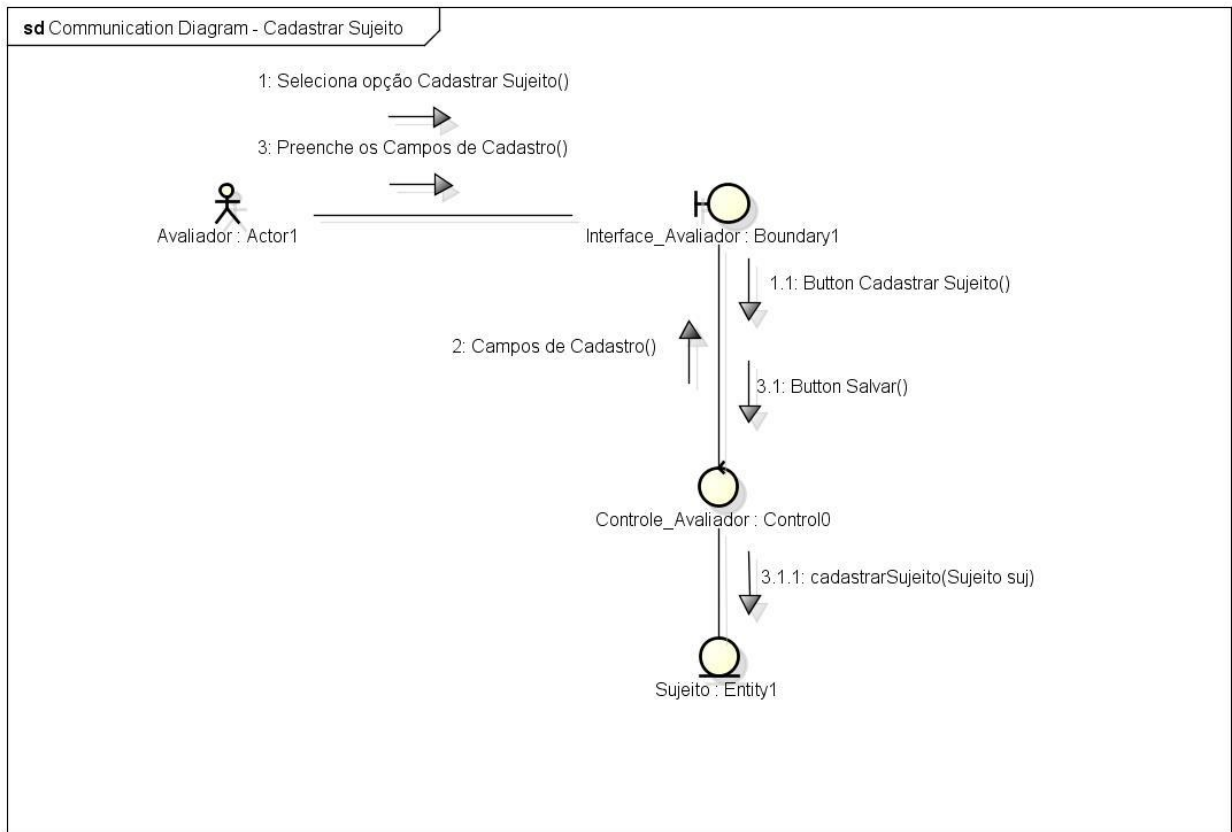 sd Communication Diagram - Cadastrar Sujeito
1: Seleciona opção Cadastrar Sujeito()
3: Preenche os Campos de Cadastro()
Avaliador : Actor1
Interface_Avaliador : Boundary1
1.1: Button Cadastrar Sujeito()
2: Campos de Cadastro()
3.1: Button Salvar()
Controle_Avaliador : Control0
3.1.1: cadastrarSujeito(Sujeito suj)
Sujeito : Entity1